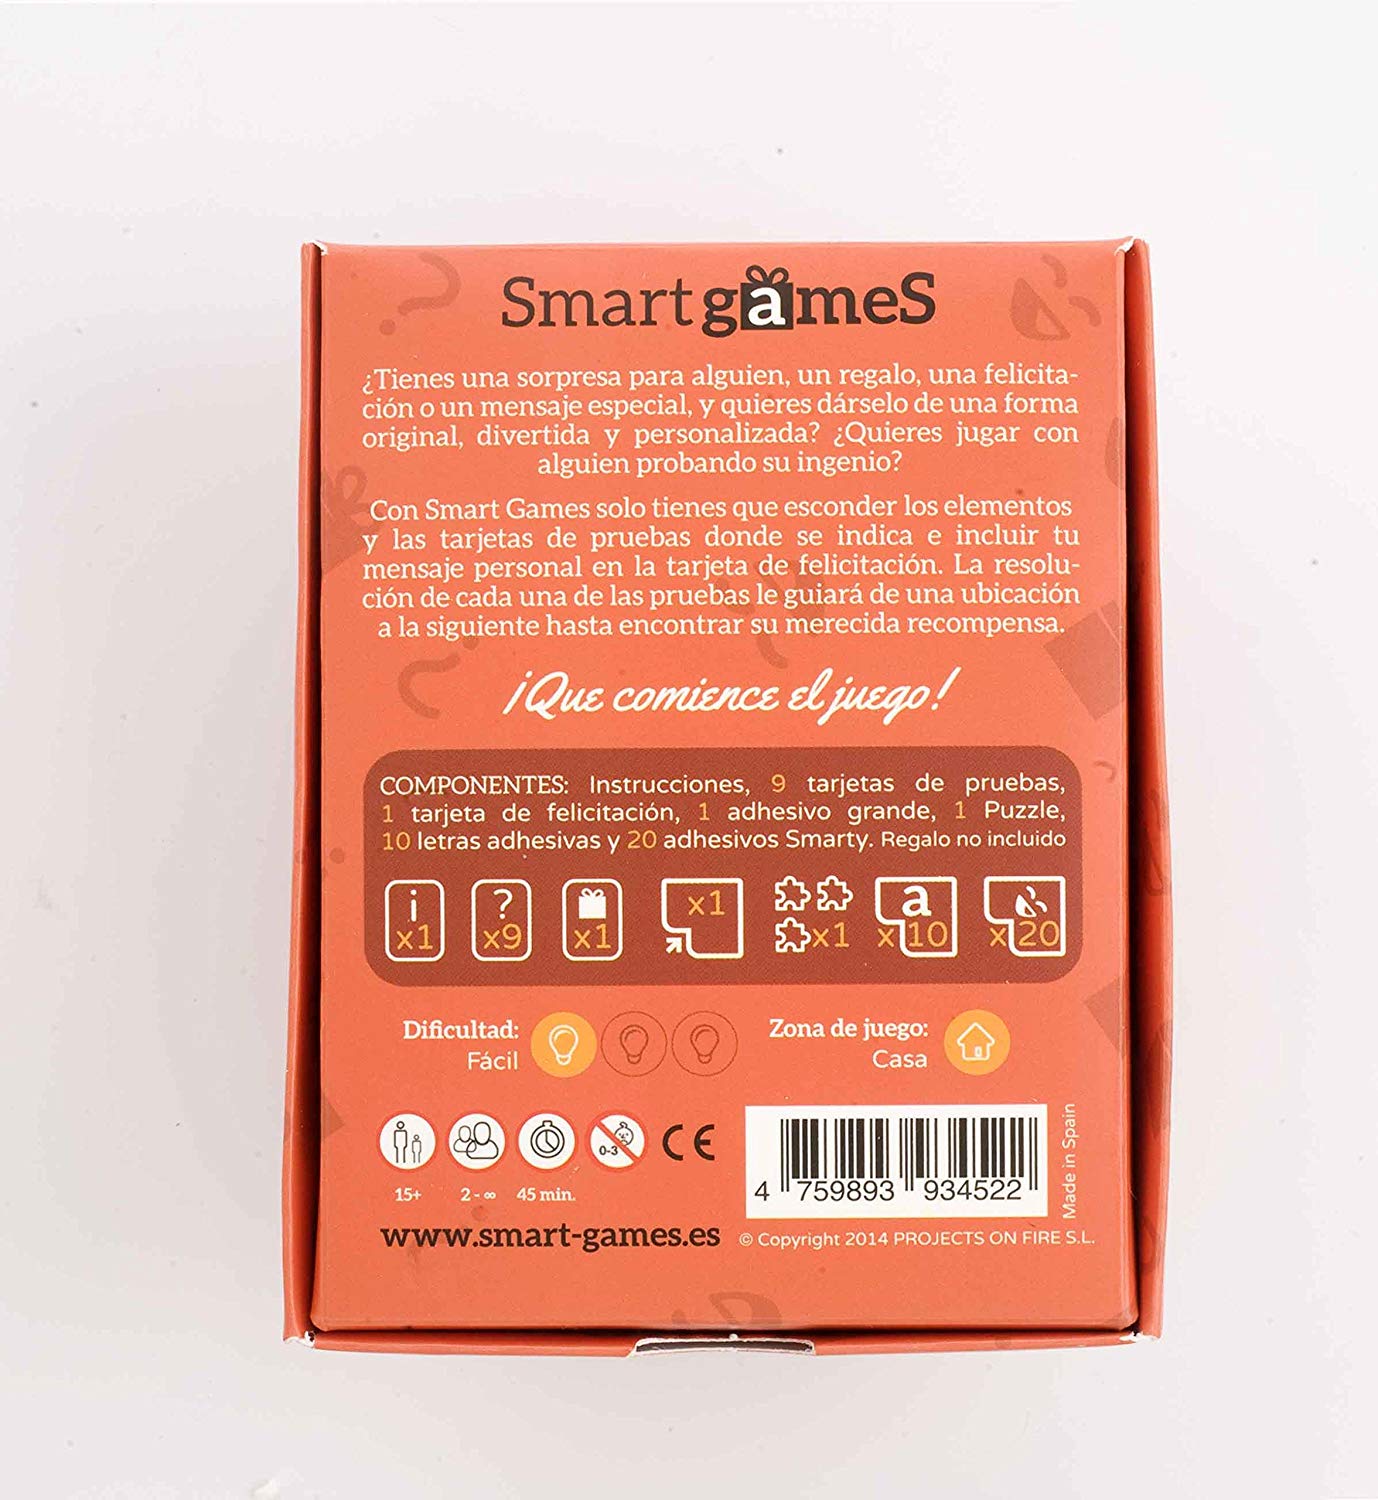 Smart gameS
¿Tienes una sorpresa para alguien, un regalo, una felicita-
ción o un mensaje especial, y quieres dárselo de una forma
original, divertida y personalizada? ¿Quieres jugar con
alguien probando su ingenio?
Con Smart Games solo tienes que esconder los elementos
y las tarjetas de pruebas donde se indica e incluir tu
mensaje personal en la tarjeta de felicitación. La resolu-
ción de cada una de las pruebas le guiará de una ubicación
a la siguiente hasta encontrar su merecida recompensa.
¡Que comience el juego!
COMPONENTES: Instrucciones, 9 tarjetas de pruebas,
1 tarjeta de felicitación, 1 adhesivo grande, 1 Puzzle,
10 letras adhesivas y 20 adhesivos Smarty. Regalo no incluido
i ? a
x1 x9 x1 x1 x1 x10 x20
Dificultad:
Fácil
Zona de juego:
Casa
0-3 CE
15+ 2 - ∞ 45 min.
4 759893 934522
Made in Spain
www.smart-games.es © Copyright 2014 PROJECTS ON FIRE S.L.